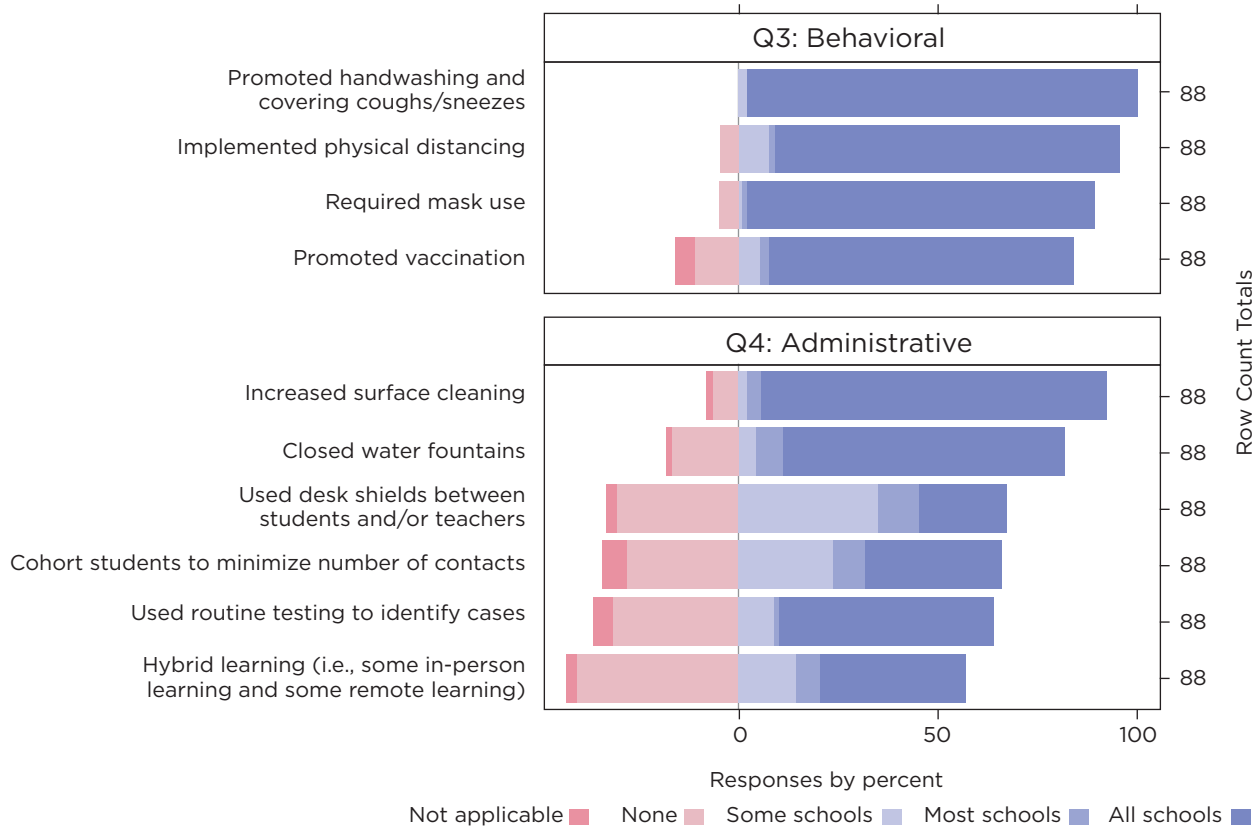 Q3: Behavioral
Promoted handwashing and
covering coughs/sneezes
88
Implemented physical distancing
88
Required mask use
88
Promoted vaccination
88
Q4: Administrative
Increased surface cleaning
88
Closed water fountains
88
Used desk shields between
students and/or teachers
88
Cohort students to minimize number of contacts
88
Used routine testing to identify cases
88
Hybrid learning (i.e., some in-person
learning and some remote learning)
88
Row Count Totals
0 50 100
Responses by percent
Not applicable None Some schools Most schools All schools